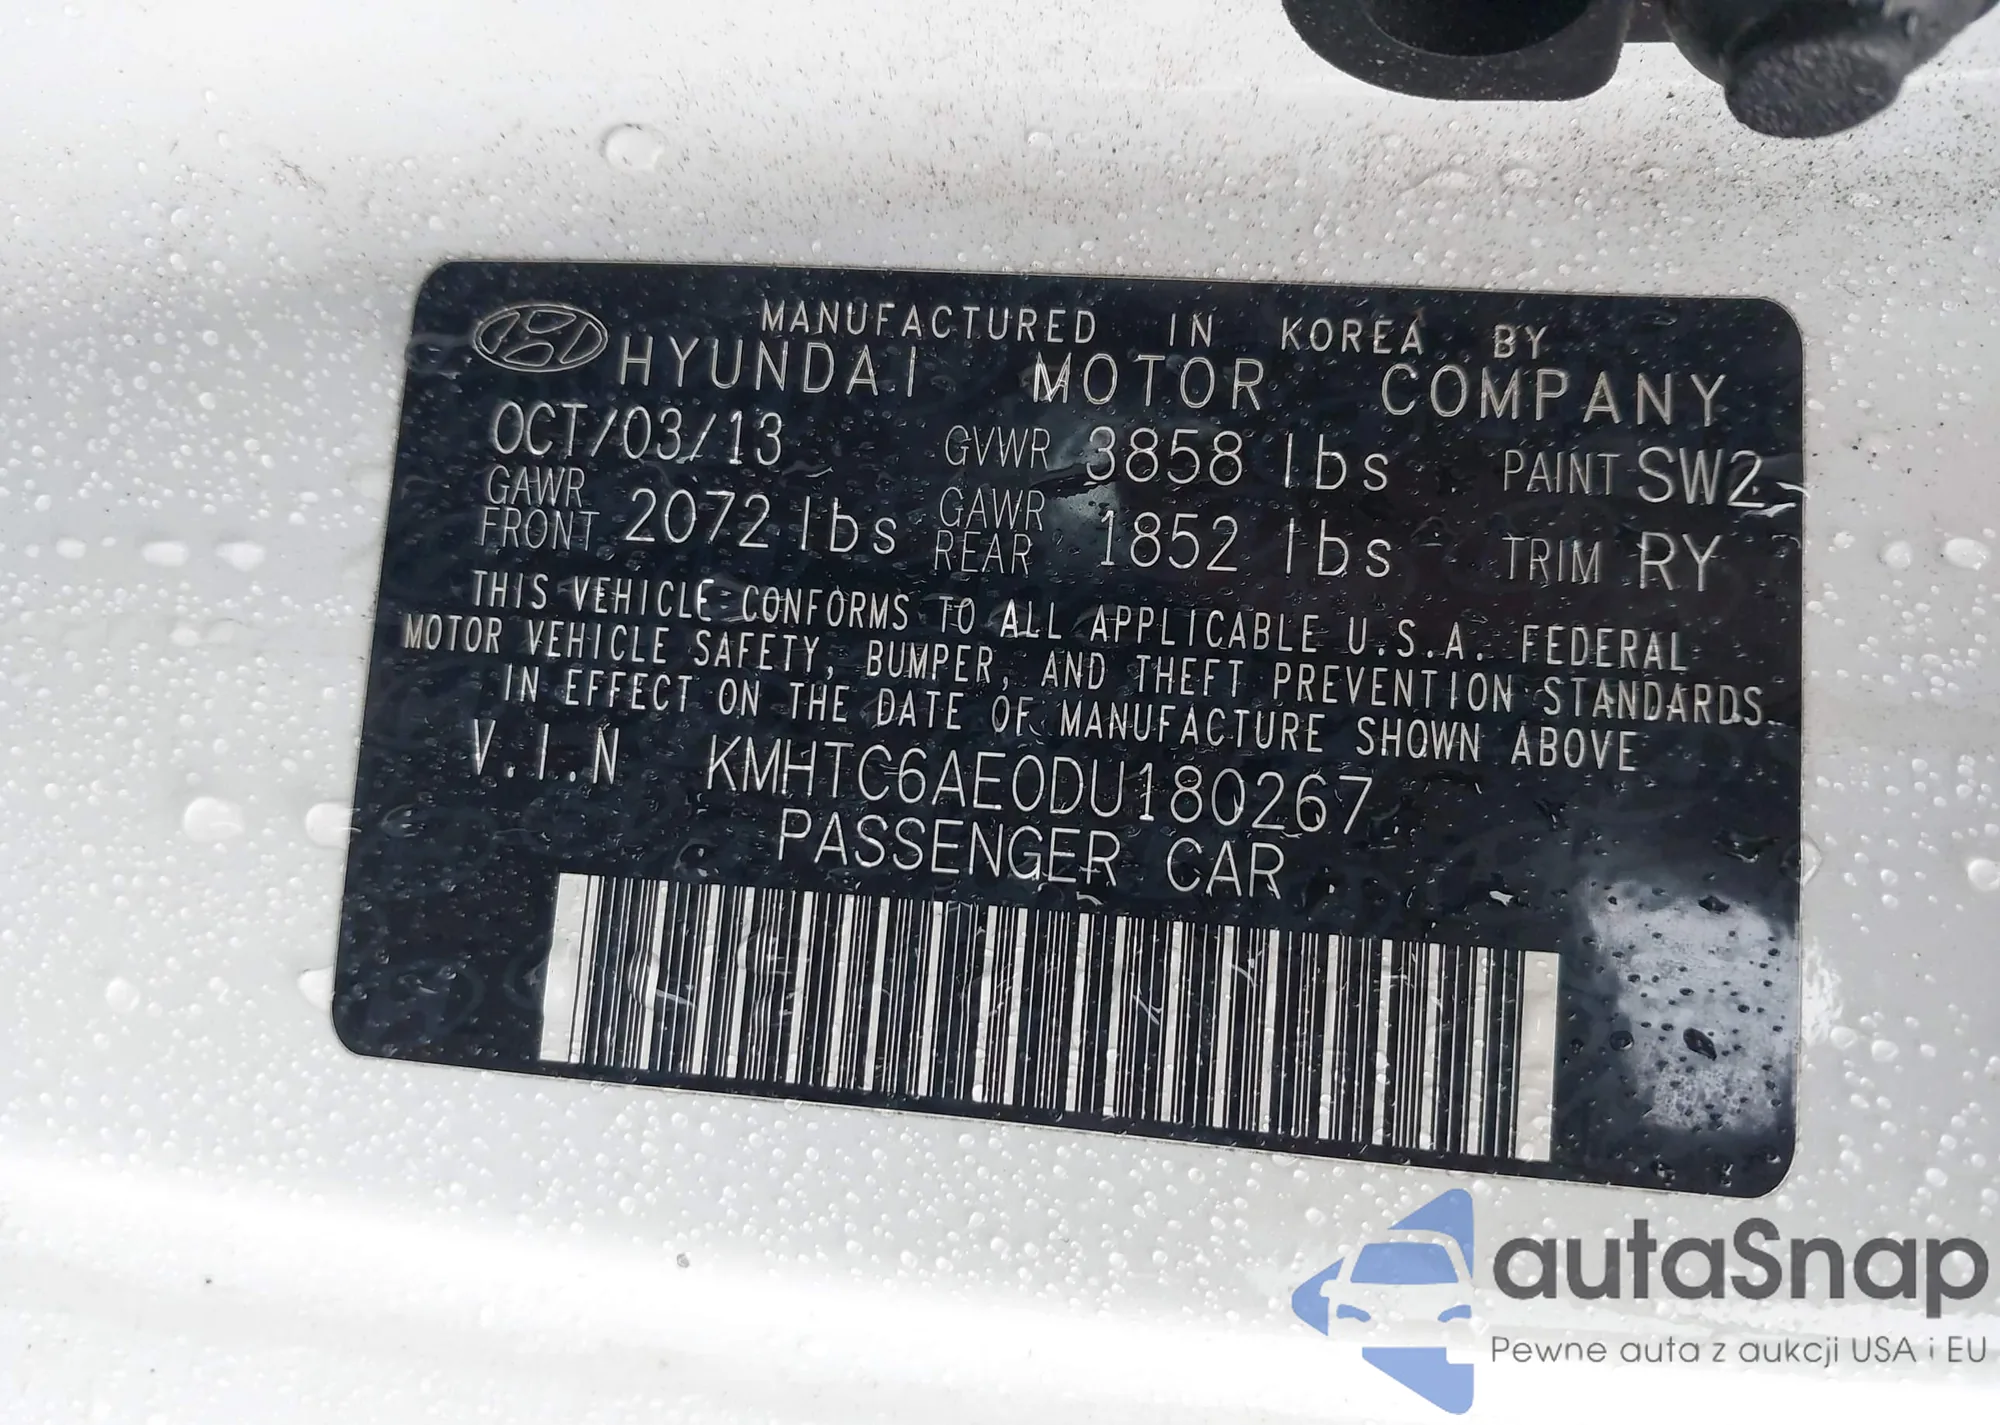 MANUFACTURED IN KOREA BY
HYUNDAI MOTOR COMPANY
OCT/03/13 GVWR 3858 lbs PAINT SW2
GAWR FRONT 2072 lbs GAWR REAR 1852 lbs TRIM RY
THIS VEHICLE CONFORMS TO ALL APPLICABLE U.S.A. FEDERAL
MOTOR VEHICLE SAFETY, BUMPER, AND THEFT PREVENTION STANDARDS
IN EFFECT ON THE DATE OF MANUFACTURE SHOWN ABOVE
V.I.N KMHTC6AE0DU180267
PASSENGER CAR
autaSnap
Pewne auta z aukcji USA i EU